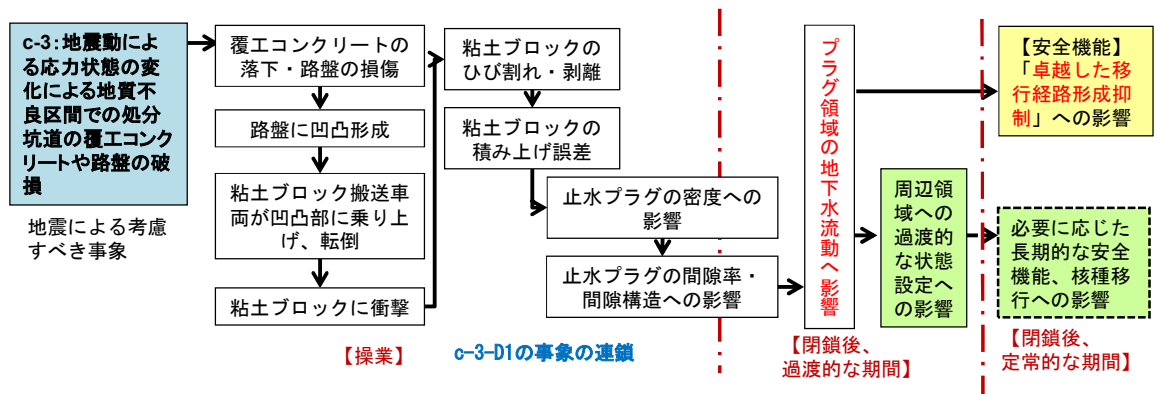 c-3:地震動によ
る応力状態の変
化による地質不
良区間での処分
坑道の覆工コンク
リートや路盤の破
損
地震による考慮
すべき事象
覆工コンクリートの
落下・路盤の損傷
路盤に凹凸形成
粘土ブロック搬送車
両が凹凸部に乗り上
げ、転倒
粘土ブロックに衝撃
粘土ブロックの
ひび割れ・剥離
粘土ブロックの
積み上げ誤差
止水プラグの密度への
影響
止水プラグの間隙率・
間隙構造への影響
【操業】
c-3-D1の事象の連鎖
プラグ領域の地下水流動へ影響
周辺領
域への
過渡的
な状態
設定へ
の影響
【閉鎖後、
過渡的な期間】
【安全機能】
「卓越した移
行経路形成抑
制」への影響
必要に応じた
長期的な安全
機能、核種移
行への影響
【閉鎖後、
定常的な期間】